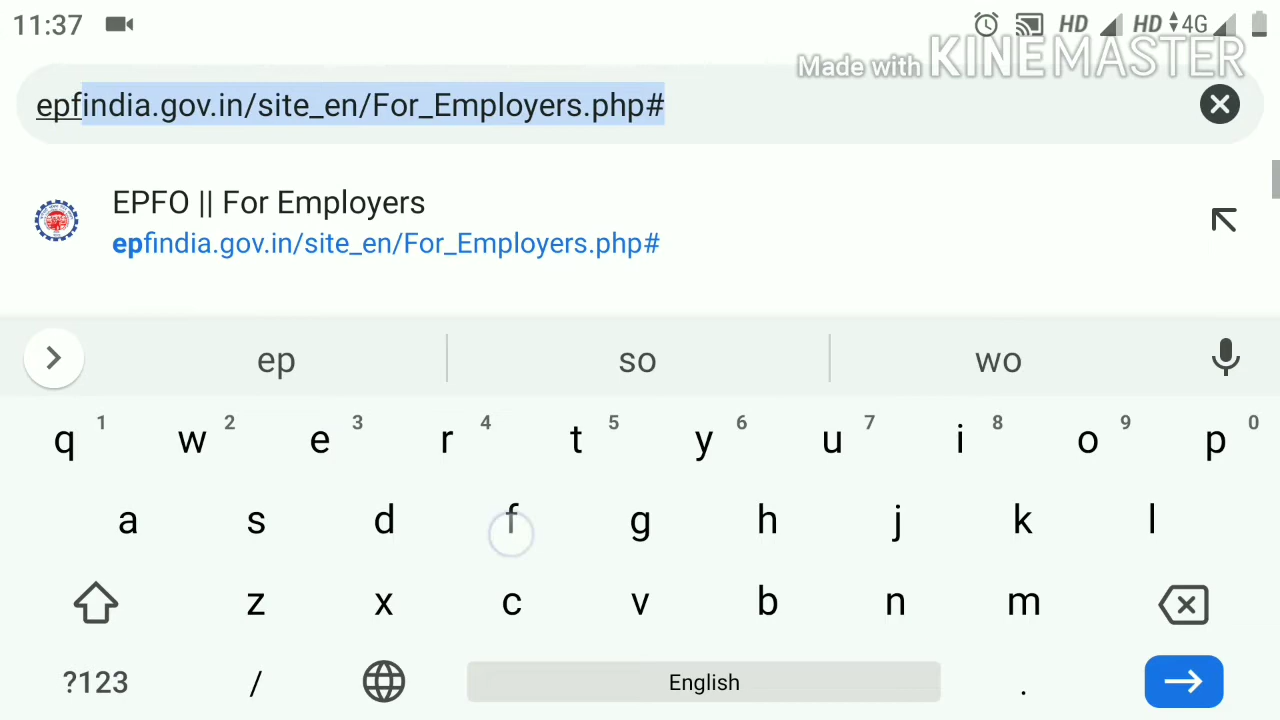 11:37
HD HD 4G
Made with KINEMASTER
epfindia.gov.in/site_en/For_Employers.php#
EPFO || For Employers
epfindia.gov.in/site_en/For_Employers.php#
ep so wo
q 1 w 2 e 3 r 4 t 5 y 6 u 7 i 8 o 9 p 0
a s d f g h j k l
z x c v b n m
?123 / English .